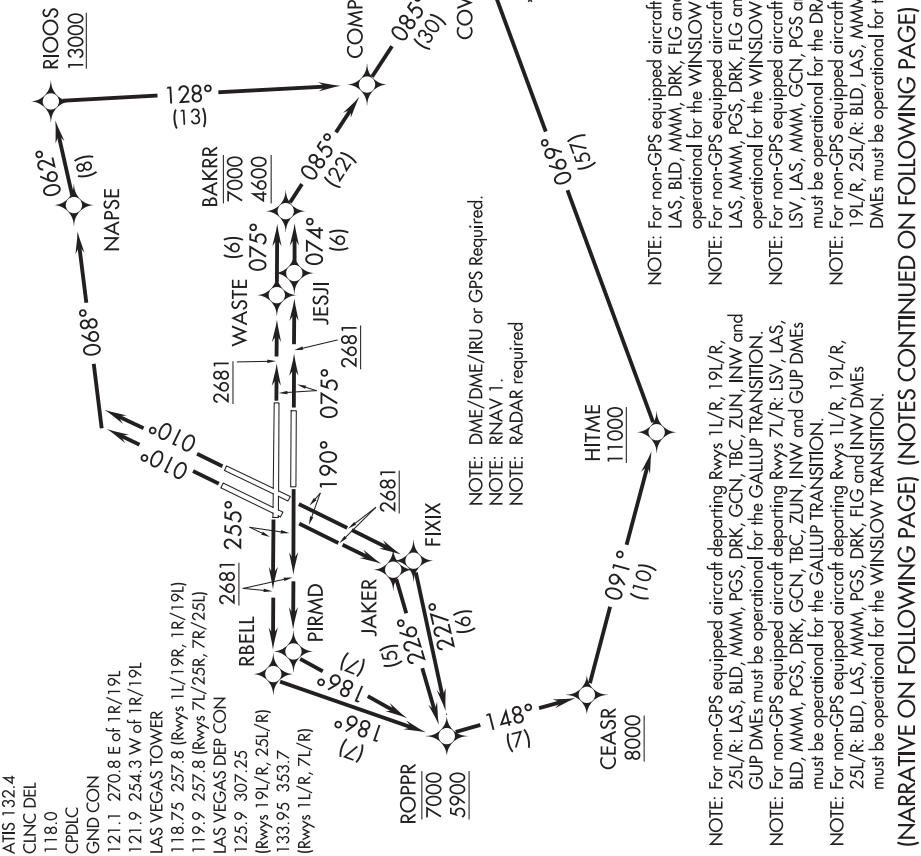 ATIS 132.4
CLNC DEL
118.0
CPDLC
GND CON
121.1 270.8 E of 1R/19L
121.9 254.3 W of 1R/19L
LAS VEGAS TOWER
118.75 257.8 (Rwys 1L/19R, 1R/19L)
119.9 257.8 (Rwys 7L/25R, 7R/25L)
LAS VEGAS DEP CON
125.9 307.25
(Rwys 19L/R, 25L/R)
133.95 353.7
(Rwys 1L/R, 7L/R)
RIOOS
13000
062°
(8)
NAPSE
068°
128°
(13)
COMP
085°
(30)
COV
BAKRR
7000
4600
085°
(22)
(6)
075°
074°
(6)
WASTE
JESJI
2681
2681
075°
010°
010°
190°
255°
2681
2681
RBELL
PIRMD
JAKER
FIXIX
186°
(7)
186°
(7)
(5)
226°
227°
(6)
ROPPR
7000
5900
148°
(7)
CEASR
8000
091°
(10)
HITME
11000
069°
(57)
NOTE: DME/DME/IRU or GPS Required.
NOTE: RNAV 1.
NOTE: RADAR required
NOTE: For non-GPS equipped aircraft departing Rwys 1L/R, 19L/R,
25L/R: LAS, BLD, MMM, PGS, DRK, GCN, TBC, ZUN, INW and
GUP DMEs must be operational for the GALLUP TRANSITION.
NOTE: For non-GPS equipped aircraft departing Rwys 7L/R: LSV, LAS,
BLD, MMM, PGS, DRK, GCN, TBC, ZUN, INW and GUP DMEs
must be operational for the GALLUP TRANSITION.
NOTE: For non-GPS equipped aircraft departing Rwys 1L/R, 19L/R,
25L/R: BLD, LAS, MMM, PGS, DRK, FLG and INW DMEs
must be operational for the WINSLOW TRANSITION.
NOTE: For non-GPS equipped aircraft
LAS, BLD, MMM, DRK, FLG and
operational for the WINSLOW
NOTE: For non-GPS equipped aircraft
LAS, MMM, PGS, DRK, FLG an
operational for the WINSLOW
NOTE: For non-GPS equipped aircraft
LSV, LAS, MMM, GCN, PGS a
must be operational for the DRA
NOTE: For non-GPS equipped aircraft
19L/R, 25L/R: BLD, LAS, MMM
DMEs must be operational for t
(NARRATIVE ON FOLLOWING PAGE) (NOTES CONTINUED ON FOLLOWING PAGE)